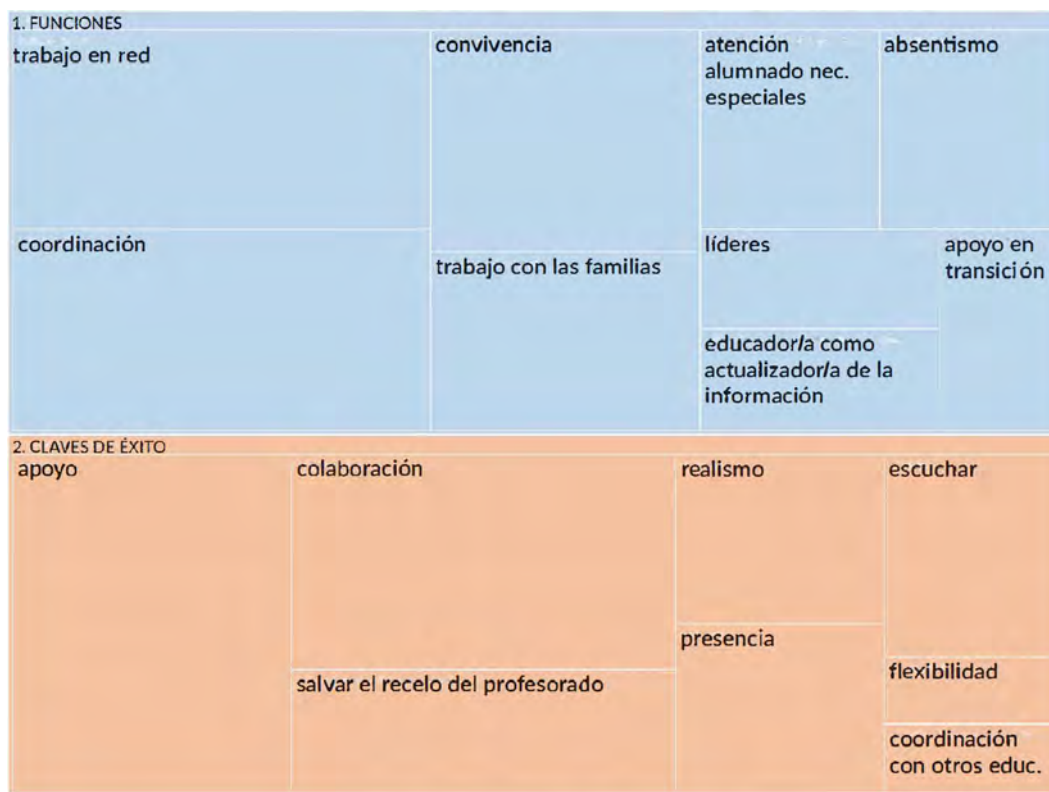 1. FUNCIONES
trabajo en red
convivencia
atención
alumnado nec.
especiales
absentismo
coordinación
trabajo con las familias
líderes
apoyo en
transición
educador/a como
actualizador/a de la
información
2. CLAVES DE ÉXITO
apoyo
colaboración
realismo
escuchar
salvar el recelo del profesorado
presencia
flexibilidad
coordinación
con otros educ.